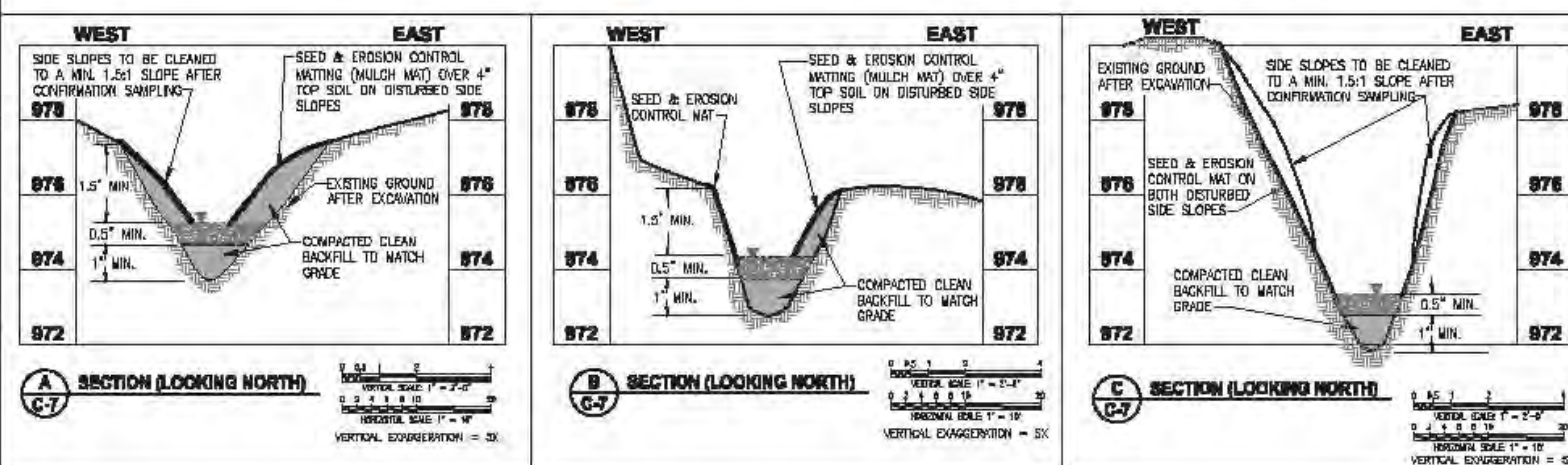 WEST EAST
SIDE SLOPES TO BE CLEANED
TO A MIN. 1.5:1 SLOPE AFTER
CONFIRMATION SAMPLING
SEED & EROSION CONTROL
MATTING (MULCH MAT) OVER 4"
TOP SOIL ON DISTURBED SIDE
SLOPES
978 978
976 976
974 974
972 972
1.5" MIN.
0.5" MIN.
1" MIN.
EXISTING GROUND
AFTER EXCAVATION
COMPACTED CLEAN
BACKFILL TO MATCH
GRADE
A
C-7
SECTION (LOOKING NORTH)
VERTICAL SCALE: 1" = 2'-0"
HORIZONTAL SCALE: 1" = 10'
VERTICAL EXAGGERATION = 5X
WEST EAST
SEED & EROSION CONTROL
MATTING (MULCH MAT) OVER 4"
TOP SOIL ON DISTURBED SIDE
SLOPES
SEED & EROSION
CONTROL MAT
978 978
976 976
974 974
972 972
1.5" MIN.
0.5" MIN.
1" MIN.
COMPACTED CLEAN
BACKFILL TO MATCH
GRADE
B
C-7
SECTION (LOOKING NORTH)
VERTICAL SCALE: 1" = 2'-0"
HORIZONTAL SCALE: 1" = 10'
VERTICAL EXAGGERATION = 5X
WEST EAST
EXISTING GROUND
AFTER EXCAVATION
SIDE SLOPES TO BE CLEANED
TO A MIN. 1.5:1 SLOPE AFTER
CONFIRMATION SAMPLING
978 978
976 976
974 974
972 972
SEED & EROSION
CONTROL MAT ON
BOTH DISTURBED
SIDE SLOPES
COMPACTED CLEAN
BACKFILL TO MATCH
GRADE
0.5" MIN.
1" MIN.
C
C-7
SECTION (LOOKING NORTH)
VERTICAL SCALE: 1" = 2'-0"
HORIZONTAL SCALE: 1" = 10'
VERTICAL EXAGGERATION =